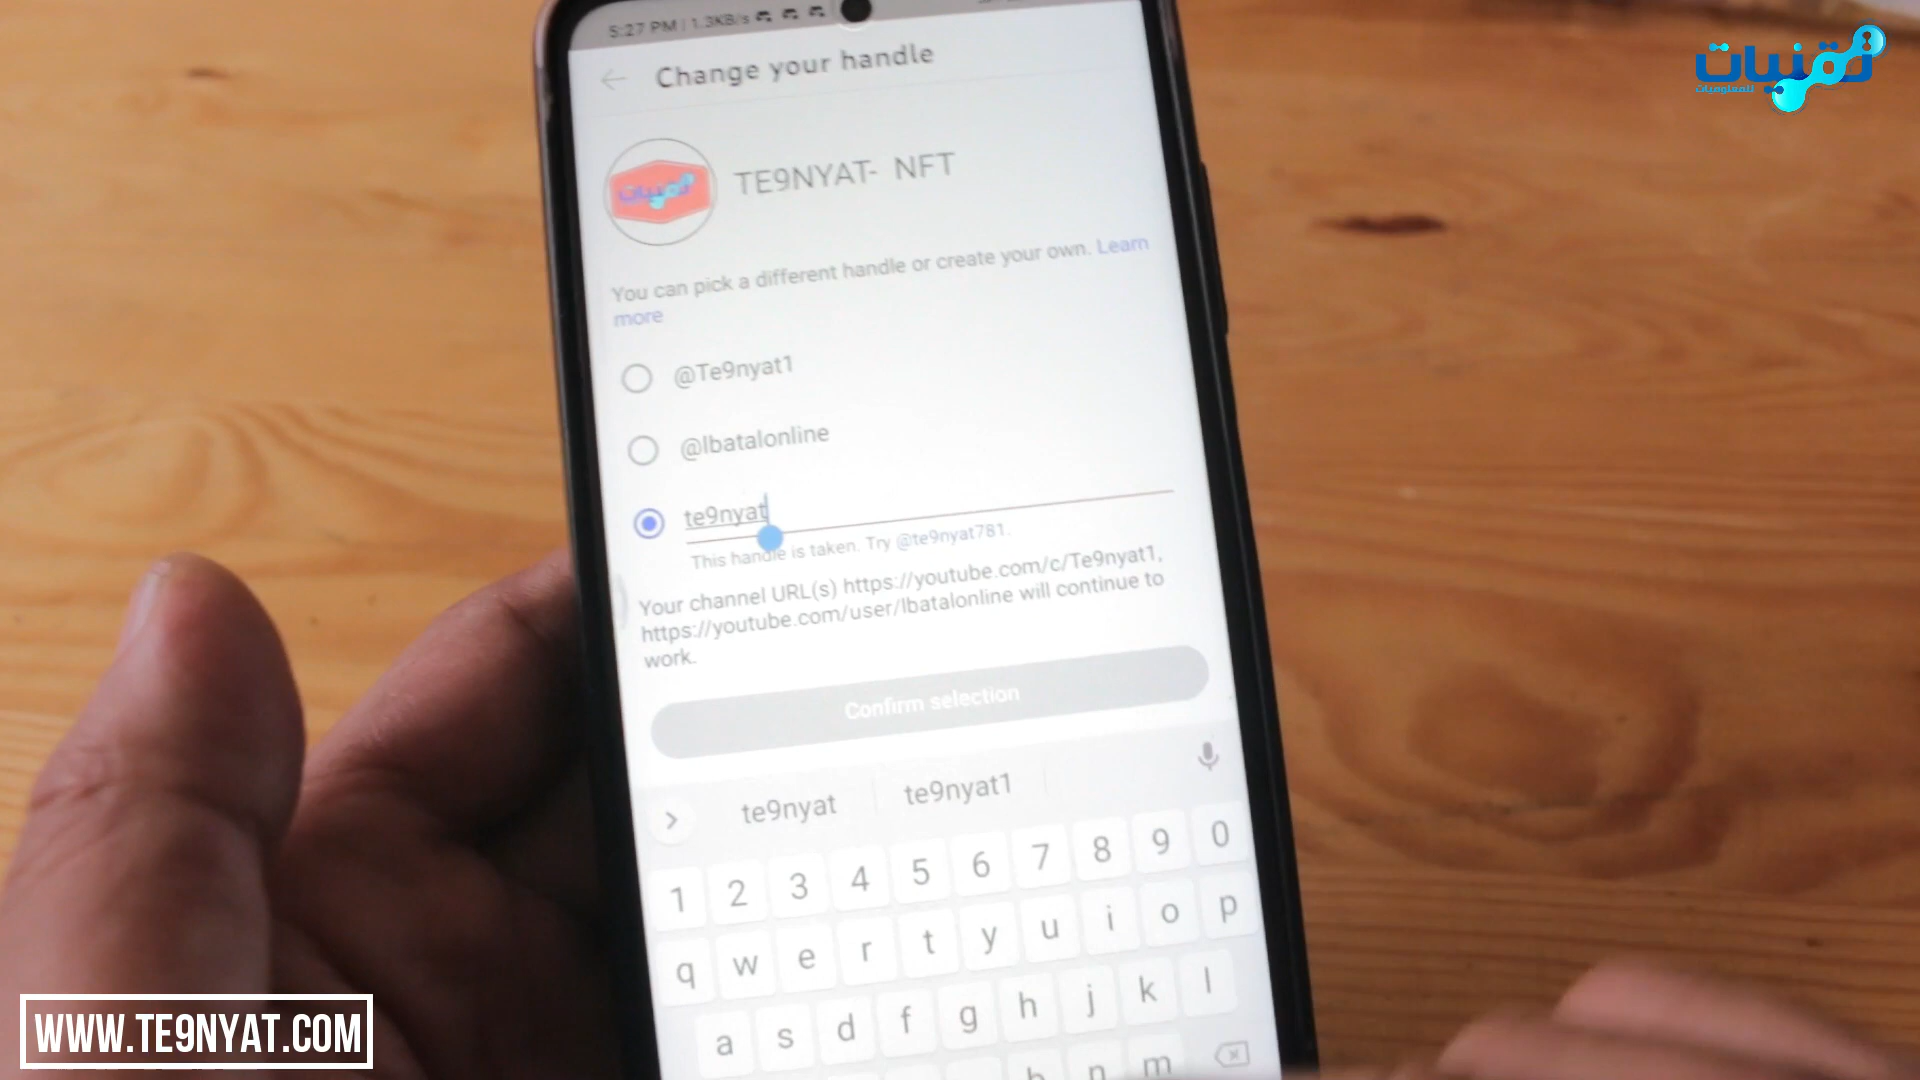 5:27 PM | 1.3KB/s
تقنيات
للمعلوميات
Change your handle
تقنيات
TE9NYAT- NFT
You can pick a different handle or create your own. Learn
more
@Te9nyat1
@lbatalonline
te9nyat
This handle is taken. Try @te9nyat781.
Your channel URL(s) https://youtube.com/c/Te9nyat1,
https://youtube.com/user/lbatalonline will continue to
work.
Confirm selection
te9nyat te9nyat1
1 2 3 4 5 6 7 8 9 0
q w e r t y u i o p
a s d f g h j k l
b n m
WWW.TE9NYAT.COM